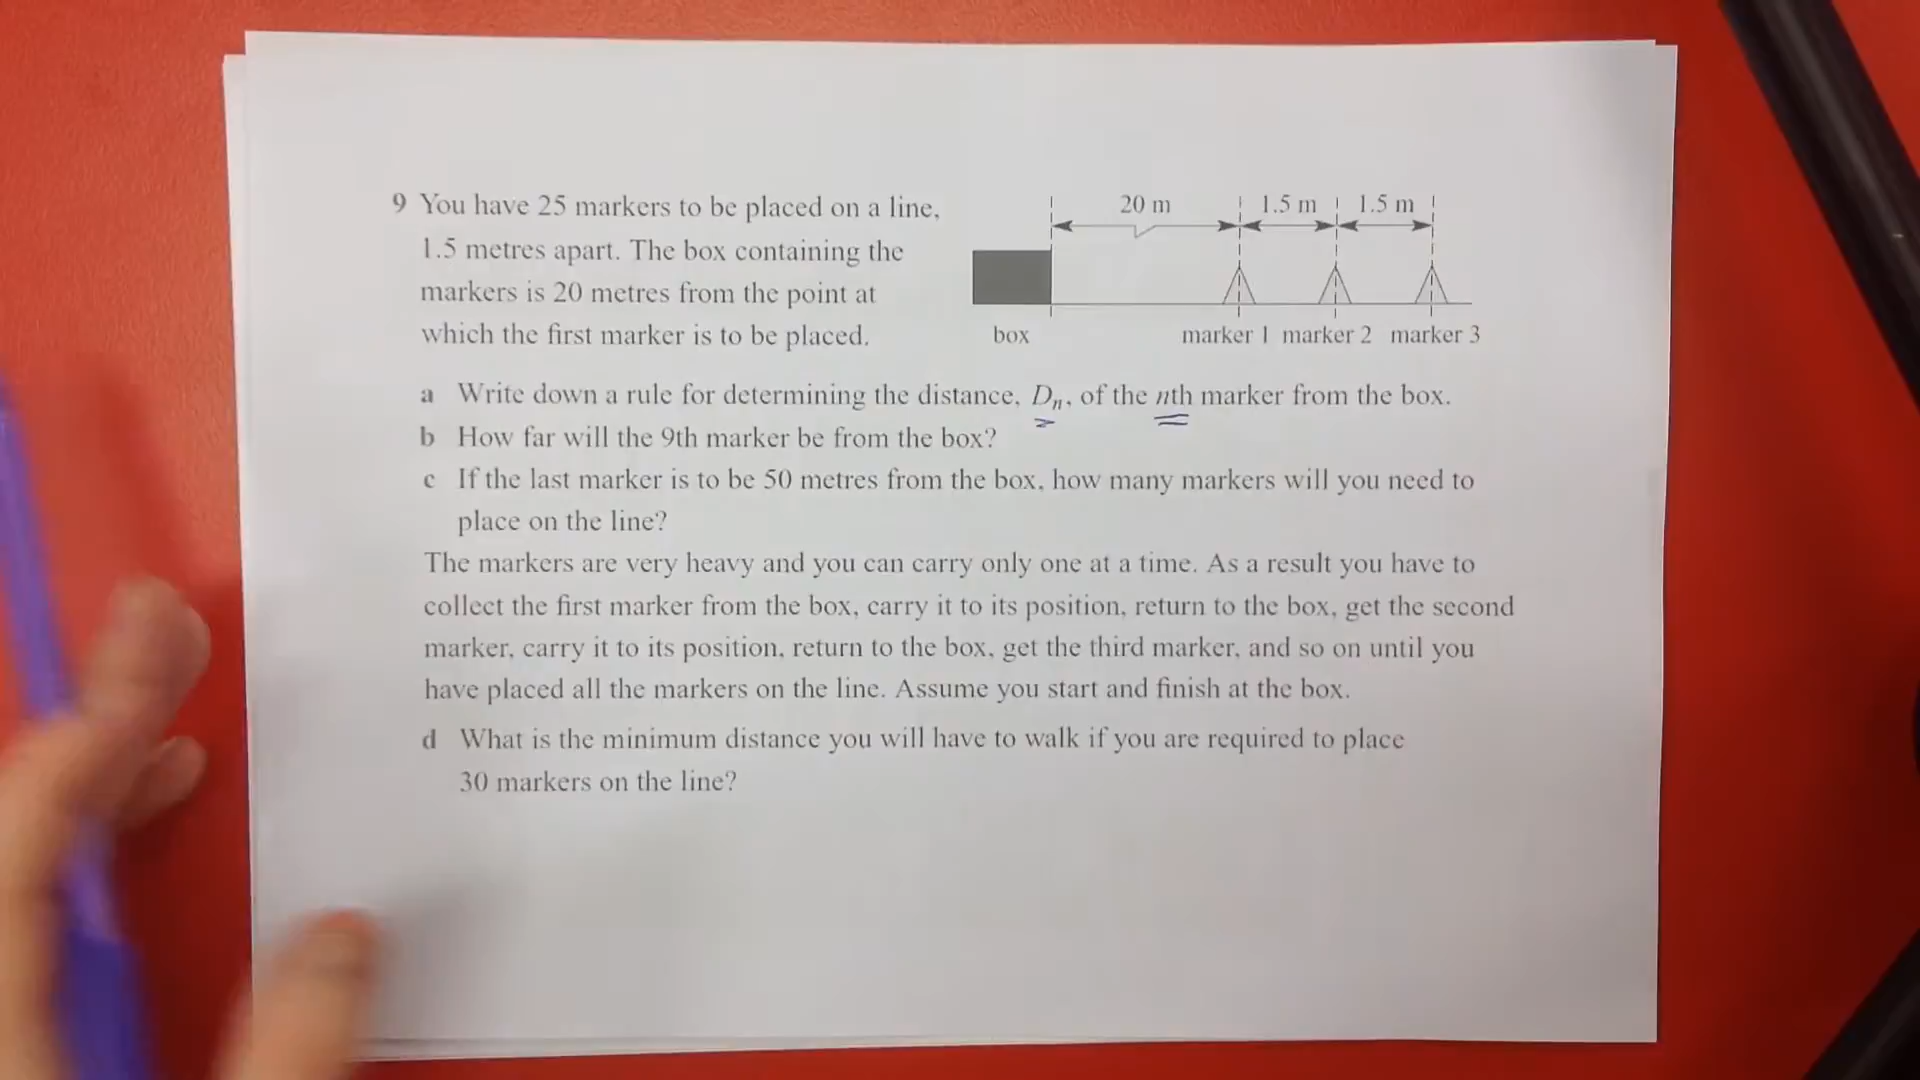 9 You have 25 markers to be placed on a line,
1.5 metres apart. The box containing the
markers is 20 metres from the point at
which the first marker is to be placed.
20 m 1.5 m 1.5 m
box marker 1 marker 2 marker 3
a Write down a rule for determining the distance, Dn, of the nth marker from the box.
b How far will the 9th marker be from the box?
c If the last marker is to be 50 metres from the box, how many markers will you need to
place on the line?
The markers are very heavy and you can carry only one at a time. As a result you have to
collect the first marker from the box, carry it to its position, return to the box, get the second
marker, carry it to its position, return to the box, get the third marker, and so on until you
have placed all the markers on the line. Assume you start and finish at the box.
d What is the minimum distance you will have to walk if you are required to place
30 markers on the line?